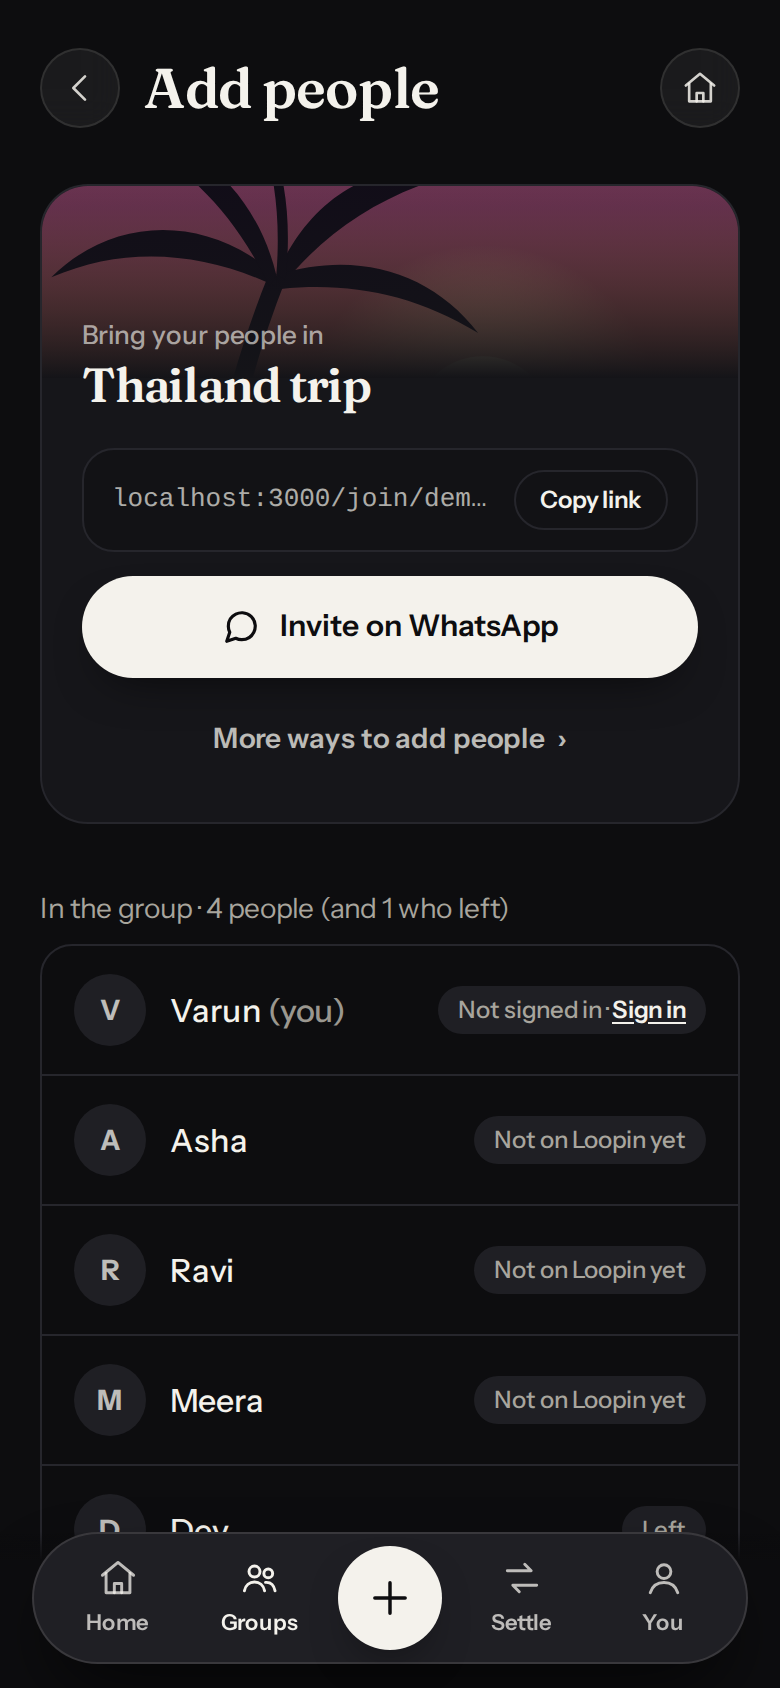 Add people
Bring your people in
Thailand trip
localhost:3000/join/dem…
Copy link
Invite on WhatsApp
More ways to add people ›
In the group · 4 people (and 1 who left)
V
Varun (you)
Not signed in · Sign in
A
Asha
Not on Loopin yet
R
Ravi
Not on Loopin yet
M
Meera
Not on Loopin yet
D
Dev
Left
Home
Groups
Settle
You